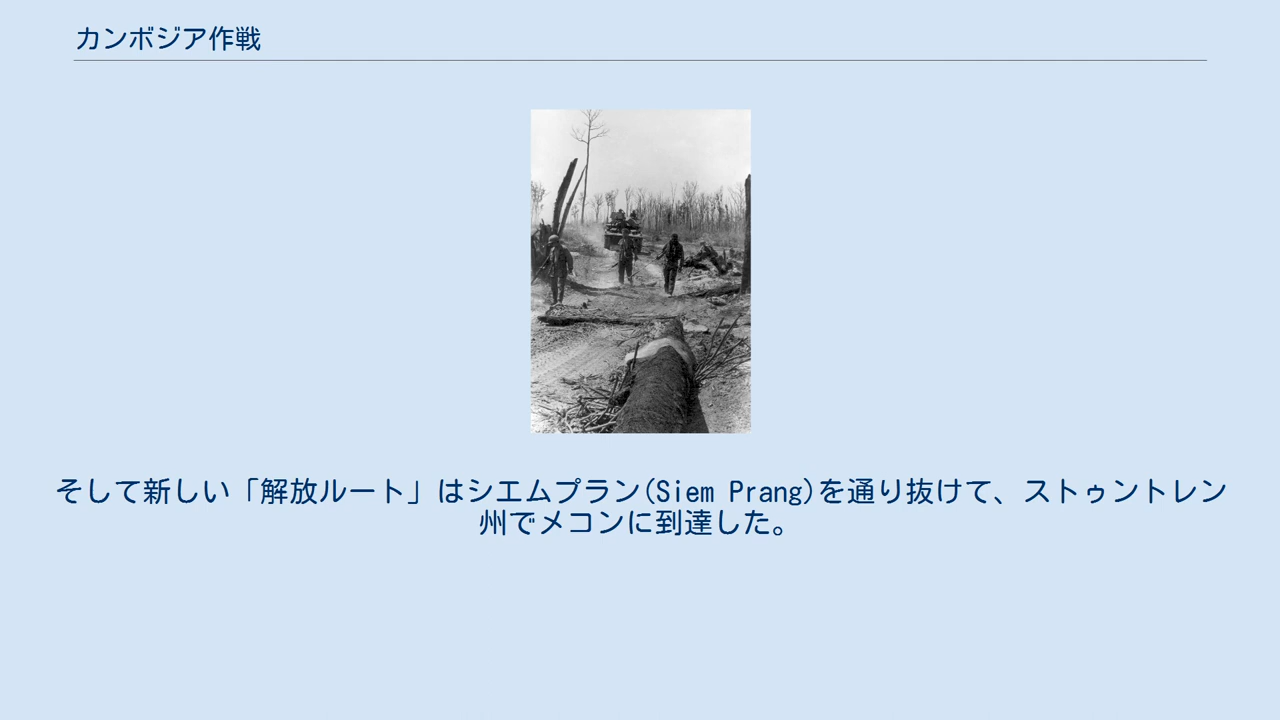 カンボジア作戦
そして新しい「解放ルート」はシエムプラン(Siem Prang)を通り抜けて、ストゥントレン
州でメコンに到達した。